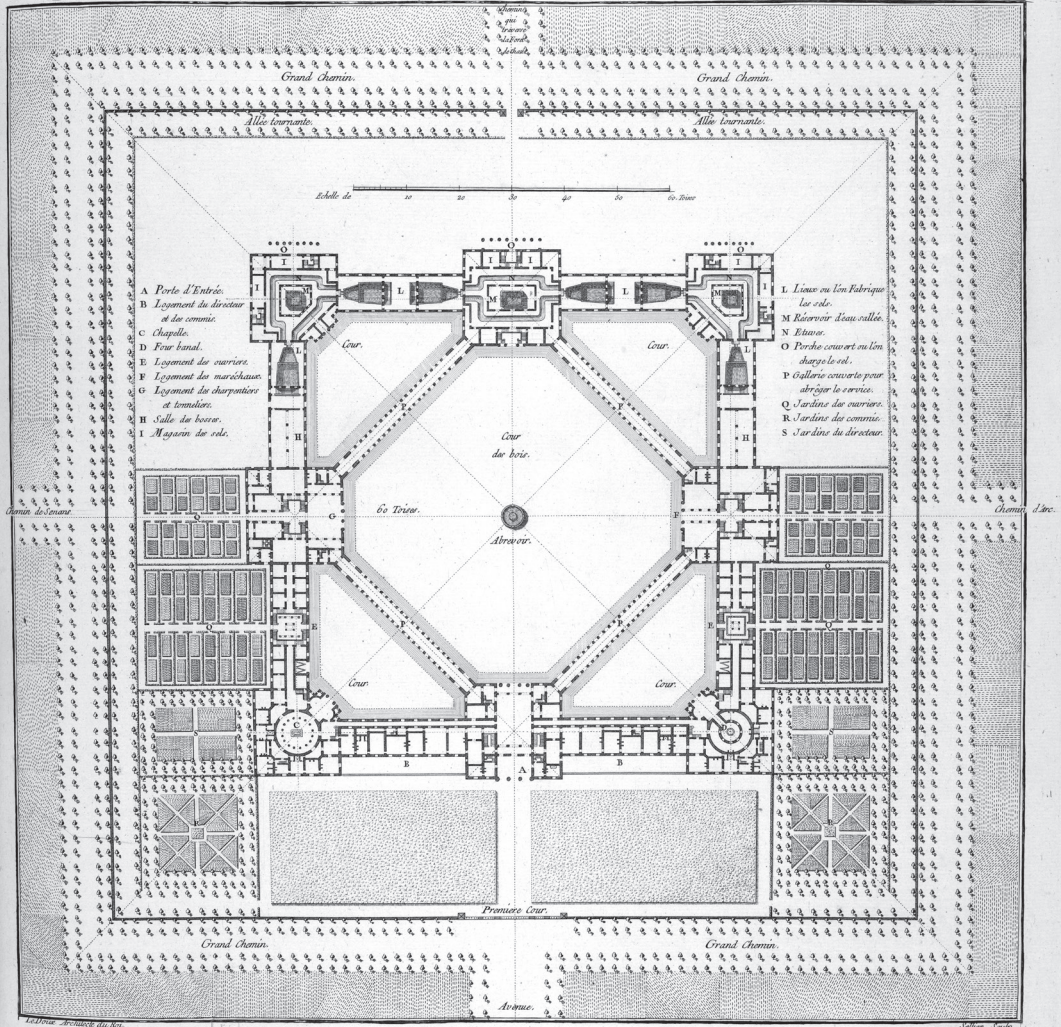 Chemin
qui
traverse
la Forêt
Grand Chemin.
Grand Chemin.
Allée tournante.
Allée tournante.
Echelle de 10 20 30 40 50 60. Toises
O
O
O
I
I
I
I
I
N
N
N
M
M
M
L
L
L
L
A Porte d'Entrée.
B Logement du directeur
et des commis.
C Chapelle.
D Four banal.
E Logement des ouvriers.
F Logement des maréchaux.
G Logement des charpentiers
et tonneliers.
H Salle des bosses.
I Magasin des sels.
L Lieux ou l'on Fabrique
les sels.
M Réservoir d'eau sallée.
N Etuves.
O Porche couvert ou l'on
charge le sel.
P Gallerie couverte pour
abréger le service.
Q Jardins des ouvriers.
R Jardins des commis.
S Jardins du directeur.
Cour.
Cour.
P
P
H
H
Cour
des bois.
Chemin de Senans.
Q
G
60 Toises.
F
Chemin d'Arc.
Abrevoir.
Q
Q
E
P
P
E
Q
Cour.
Cour.
S
C
D
S
B
A
B
R
R
Premiere Cour.
Grand Chemin.
Grand Chemin.
Avenue.
Le Doux Architecte du Roi.
Sellier Sculp.